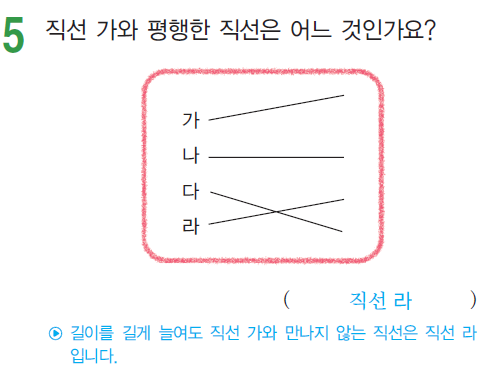 5 직선 가와 평행한 직선은 어느 것인가요?
가
나
다
라
( 직선 라 )
길이를 길게 늘여도 직선 가와 만나지 않는 직선은 직선 라
입니다.